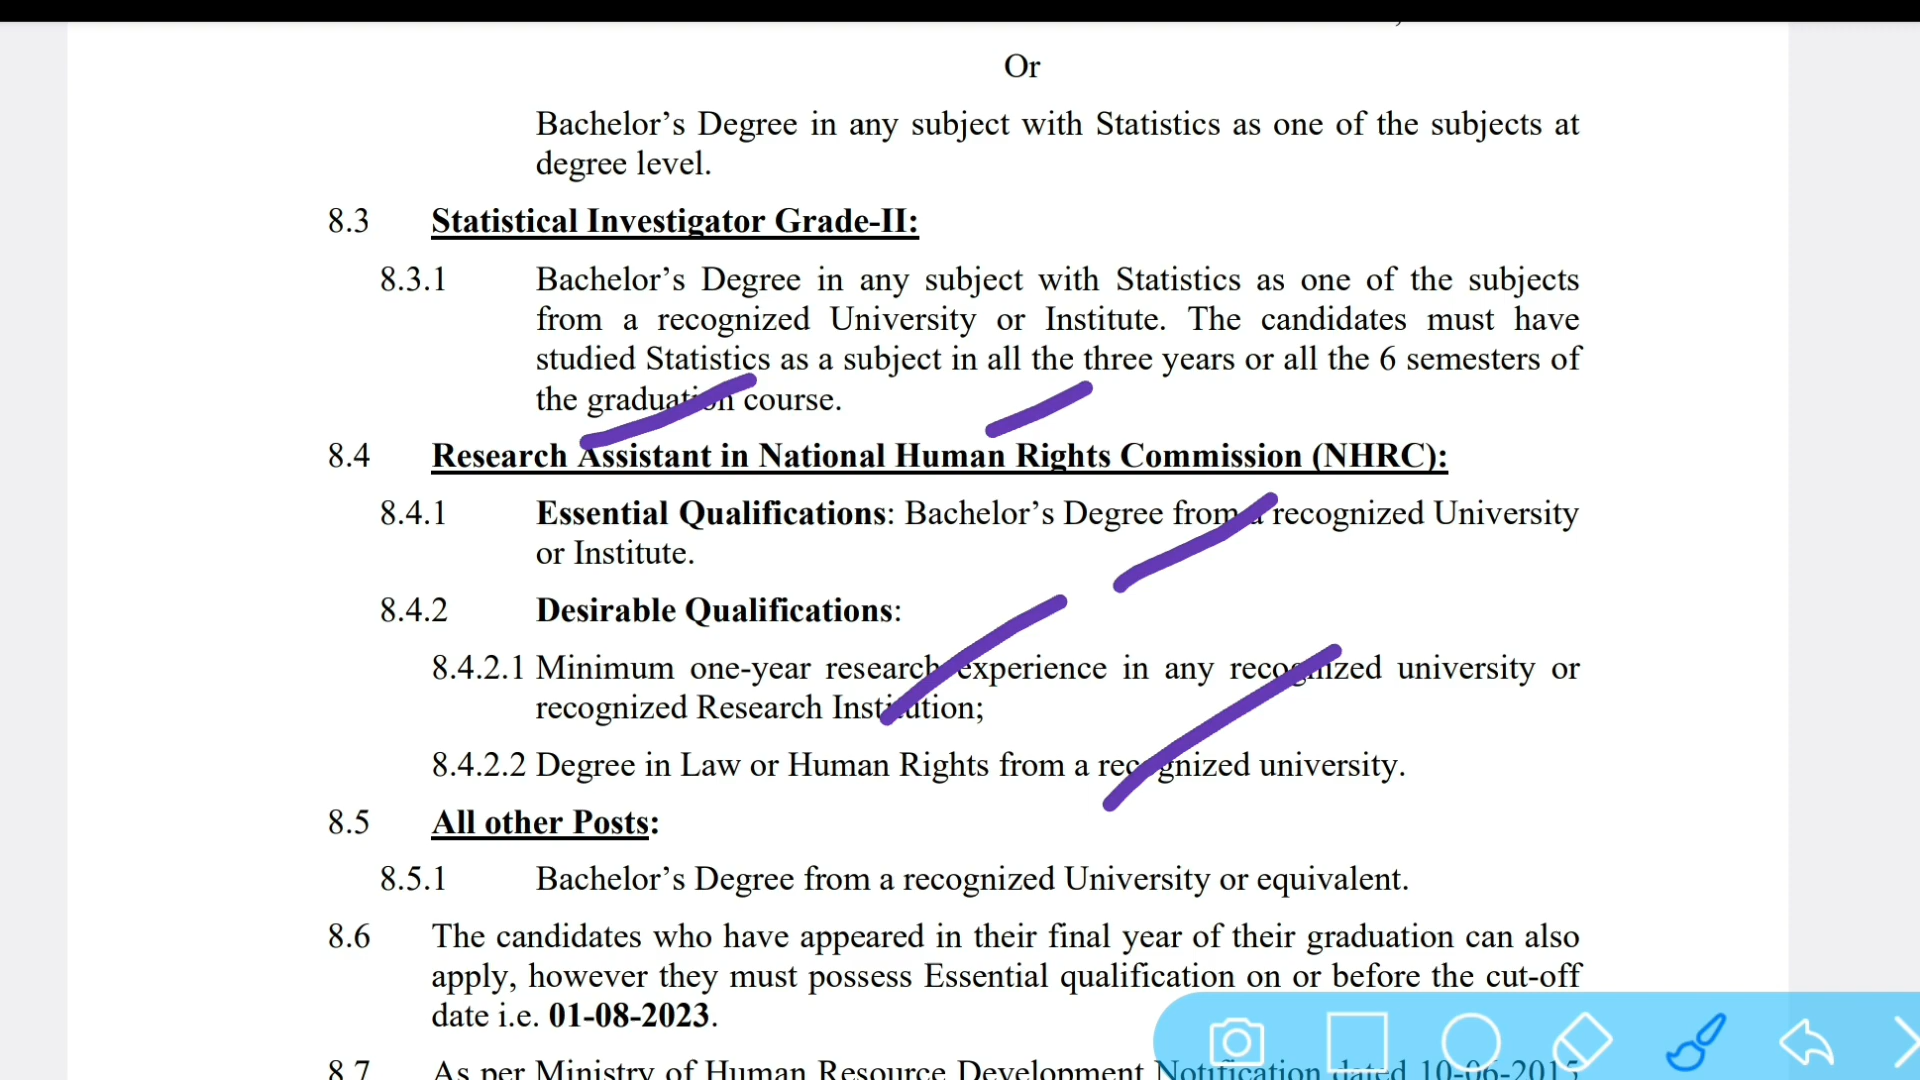 Or
Bachelor’s Degree in any subject with Statistics as one of the subjects at
degree level.
8.3 Statistical Investigator Grade-II:
8.3.1 Bachelor’s Degree in any subject with Statistics as one of the subjects
from a recognized University or Institute. The candidates must have
studied Statistics as a subject in all the three years or all the 6 semesters of
the graduation course.
8.4 Research Assistant in National Human Rights Commission (NHRC):
8.4.1 Essential Qualifications: Bachelor’s Degree from a recognized University
or Institute.
8.4.2 Desirable Qualifications:
8.4.2.1 Minimum one-year research experience in any recognized university or
recognized Research Institution;
8.4.2.2 Degree in Law or Human Rights from a recognized university.
8.5 All other Posts:
8.5.1 Bachelor’s Degree from a recognized University or equivalent.
8.6 The candidates who have appeared in their final year of their graduation can also
apply, however they must possess Essential qualification on or before the cut-off
date i.e. 01-08-2023.
8.7 As per Ministry of Human Resource Development Notification dated 10-06-2015